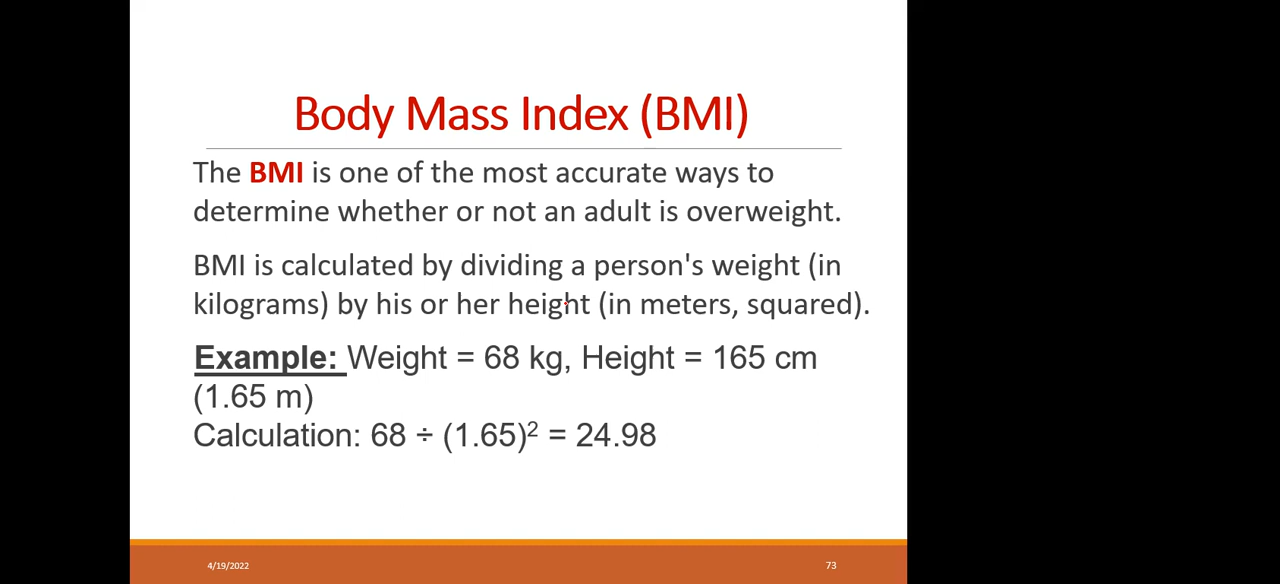 Body Mass Index (BMI)
The BMI is one of the most accurate ways to
determine whether or not an adult is overweight.
BMI is calculated by dividing a person's weight (in
kilograms) by his or her height (in meters, squared).
Example: Weight = 68 kg, Height = 165 cm
(1.65 m)
Calculation: 68 ÷ (1.65)² = 24.98
4/19/2022
73